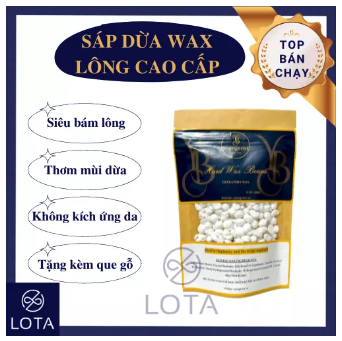 SÁP DỪA WAX
LÔNG CAO CẤP
TOP
BÁN
CHẠY
Siêu bám lông
Thơm mùi dừa
Không kích ứng da
Tặng kèm que gỗ
Hard Wax Beans
LOTA
LOTA